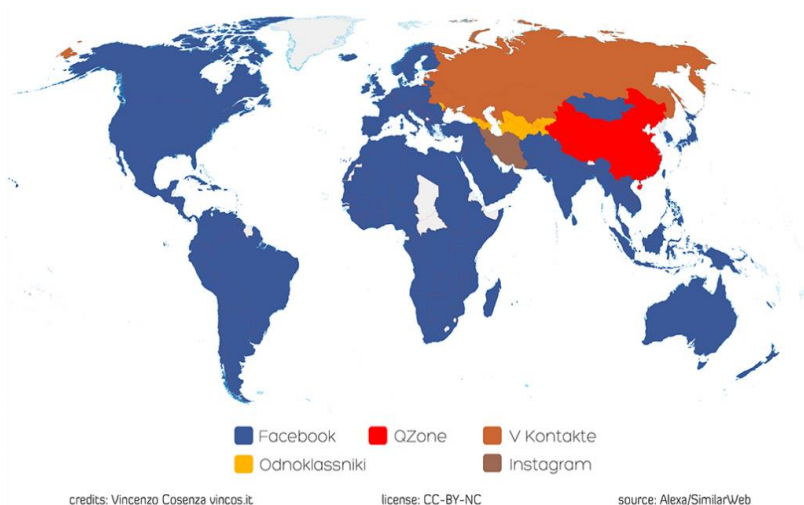 Facebook QZone V Kontakte
Odnoklassniki Instagram
credits: Vincenzo Cosenza vincos.it license: CC-BY-NC source: Alexa/SimilarWeb